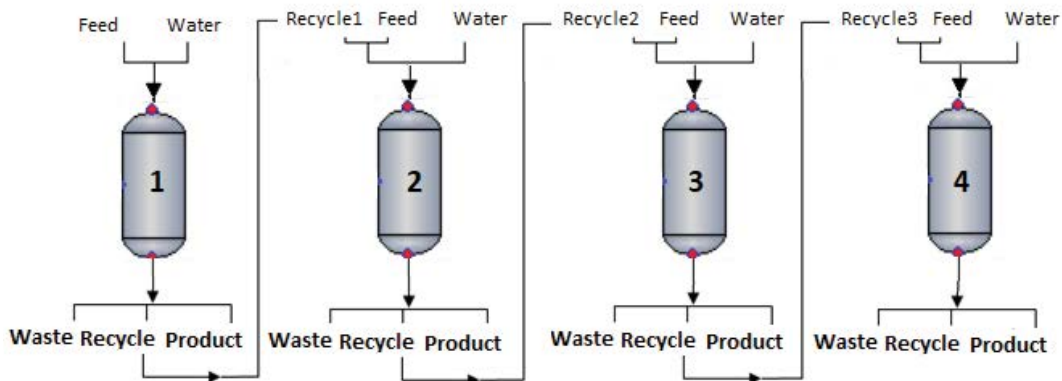 Feed Water Recycle1 Feed Water Recycle2 Feed Water Recycle3 Feed Water
1 2 3 4
Waste Recycle Product Waste Recycle Product Waste Recycle Product Waste Recycle Product